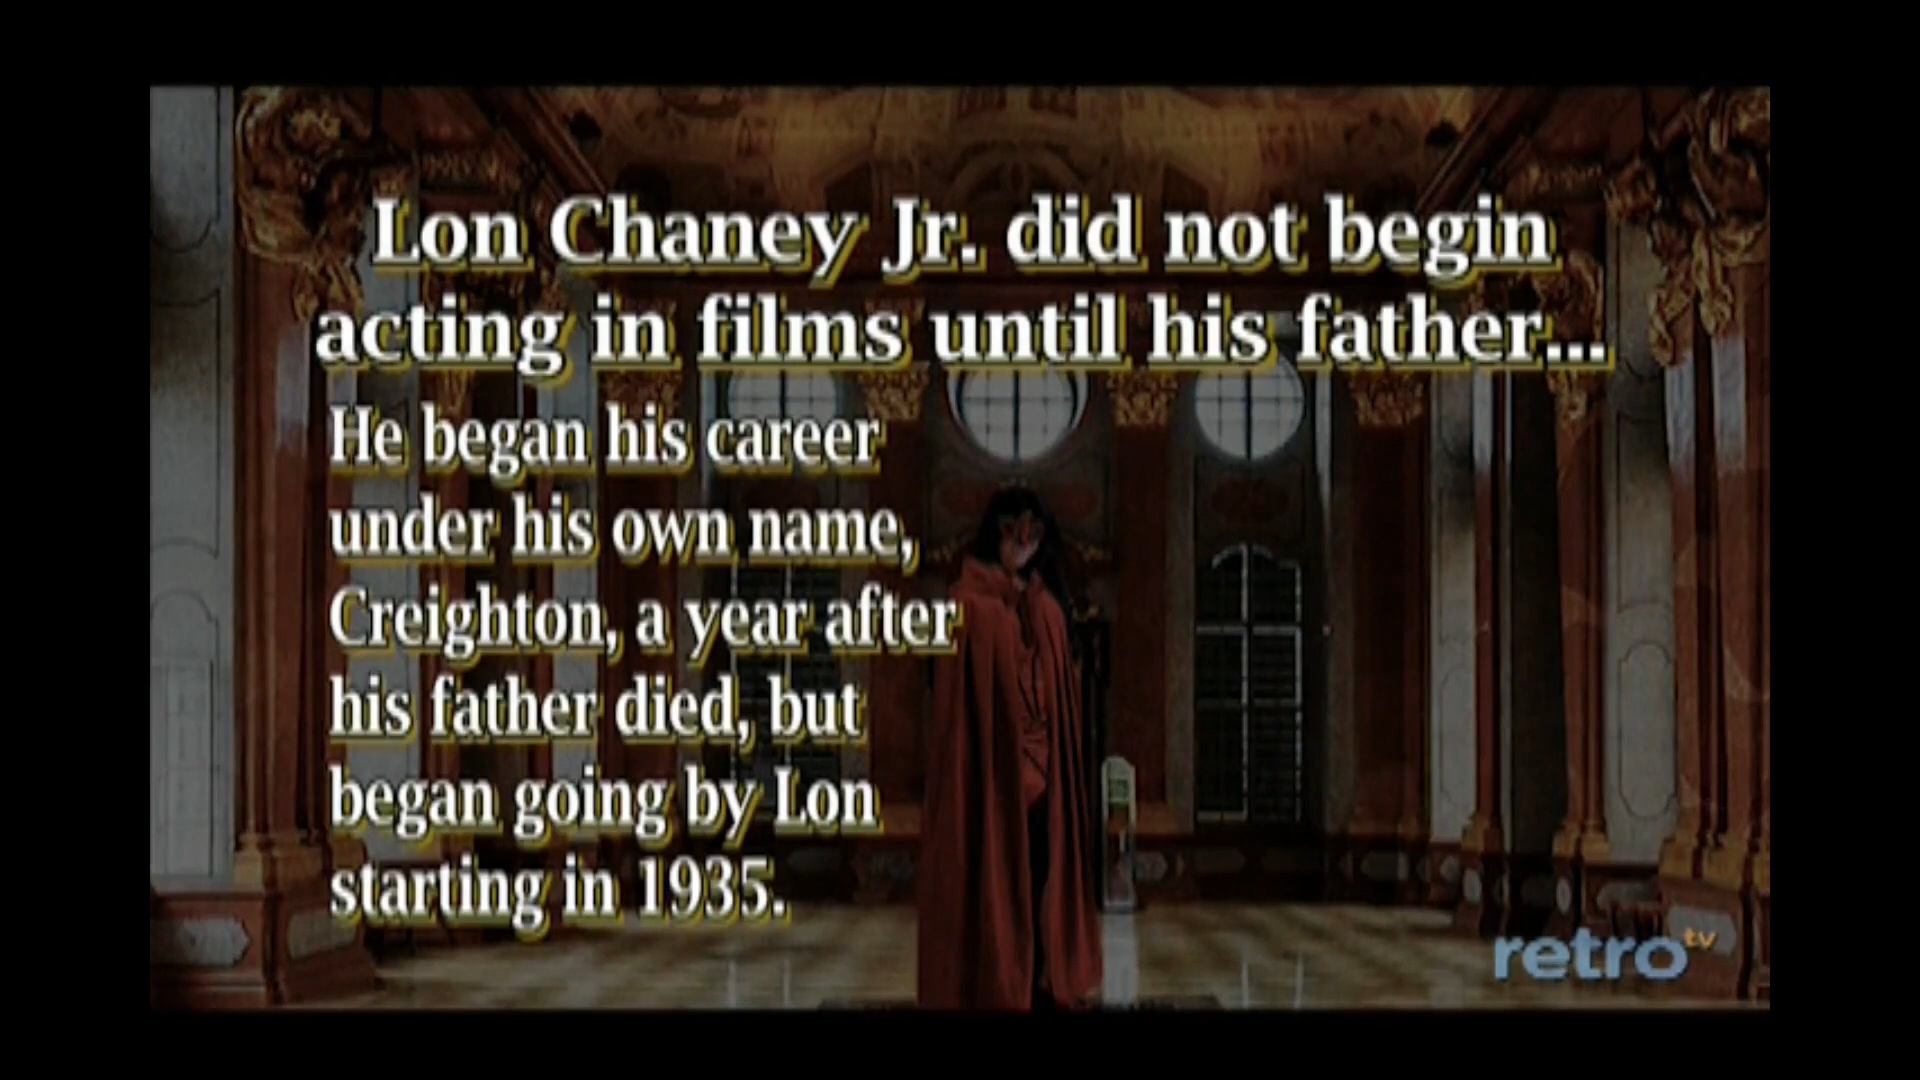 Lon Chaney Jr. did not begin
acting in films until his father...
He began his career
under his own name,
Creighton, a year after
his father died, but
began going by Lon
starting in 1935.
retro tv